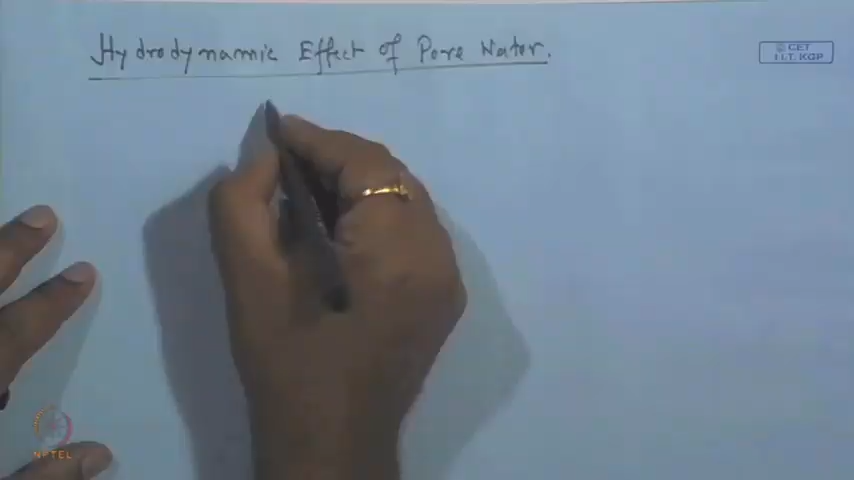 Hydrodynamic Effect of Pore Water.
© CET
I.I.T. KGP
NPTEL